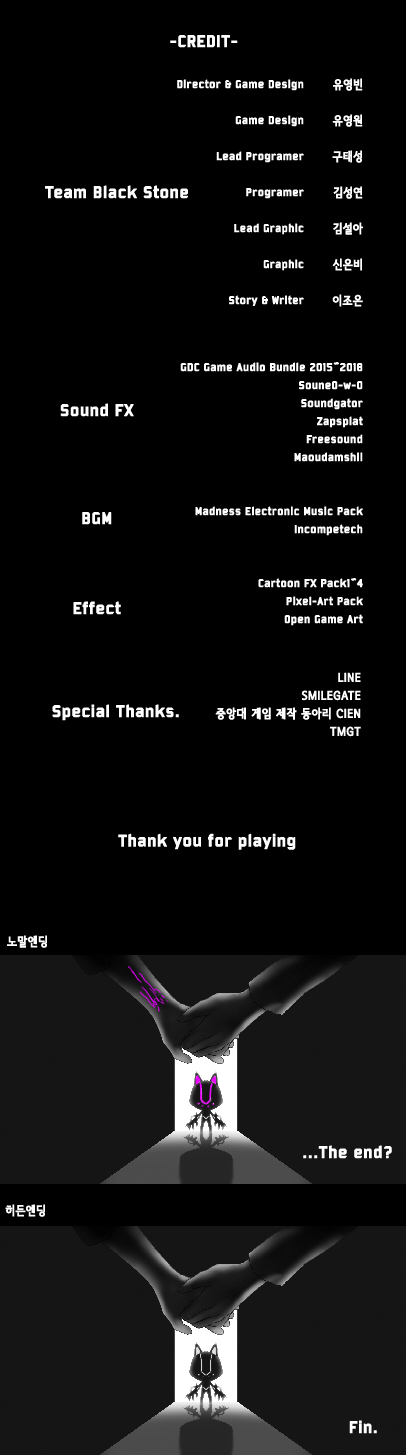 -CREDIT-
Team Black Stone
Director & Game Design 유영빈
Game Design 유영원
Lead Programer 구태성
Programer 김성연
Lead Graphic 김설아
Graphic 신은비
Story & Writer 이조은
Sound FX
GDC Game Audio Bundle 2015~2018
Soune0-w-0
Soundgator
Zapsplat
Freesound
Maoudamshii
BGM
Madness Electronic Music Pack
Incompetech
Effect
Cartoon FX Pack1~4
Pixel-Art Pack
Open Game Art
Special Thanks.
LINE
SMILEGATE
중앙대 게임 제작 동아리 CIEN
TMGT
Thank you for playing
노말엔딩
...The end?
히든엔딩
Fin.